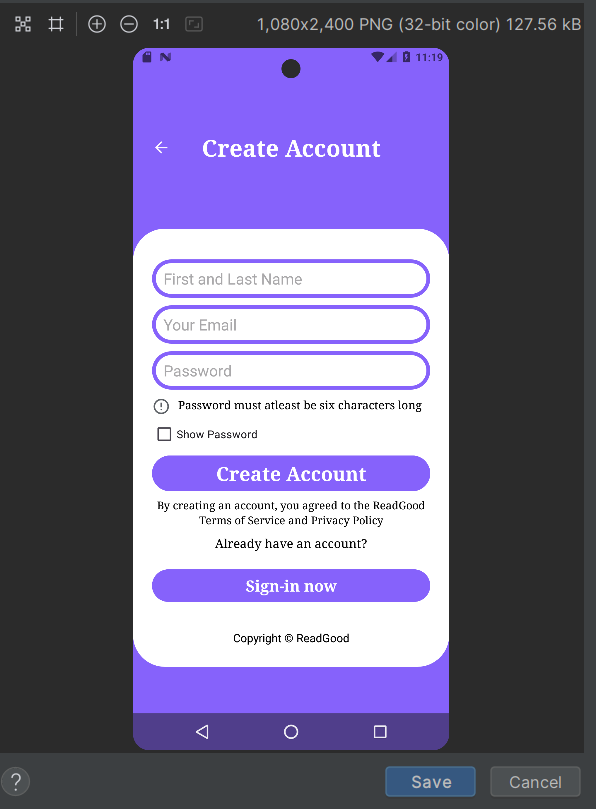 1:1
1,080x2,400 PNG (32-bit color) 127.56 kB
11:19
Create Account
First and Last Name
Your Email
Password
Password must atleast be six characters long
Show Password
Create Account
By creating an account, you agreed to the ReadGood
Terms of Service and Privacy Policy
Already have an account?
Sign-in now
Copyright © ReadGood
?
Save
Cancel